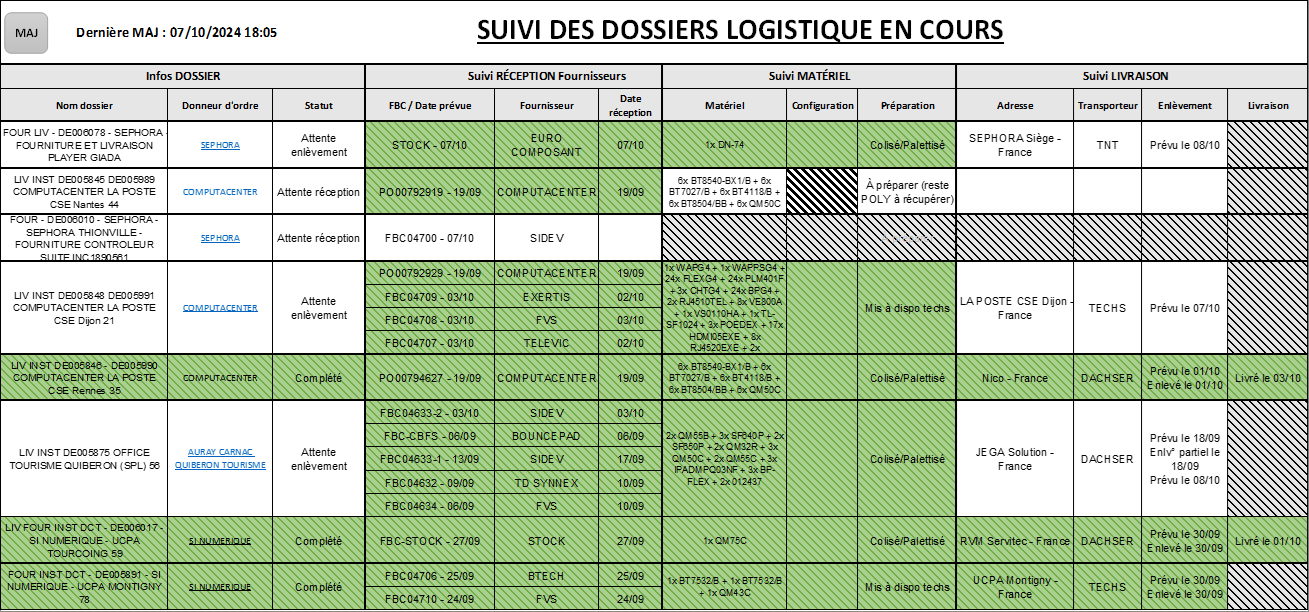 MAJ
Dernière MAJ : 07/10/2024 18:05
SUIVI DES DOSSIERS LOGISTIQUE EN COURS
Infos DOSSIER
Suivi RÉCEPTION Fournisseurs
Suivi MATÉRIEL
Suivi LIVRAISON
Nom dossier
Donneur d'ordre
Statut
FBC / Date prévue
Fournisseur
Date
réception
Matériel
Configuration
Préparation
Adresse
Transporteur
Enlèvement
Livraison
FOUR LIV - DE006078 - SEPHORA -
FOURNITURE ET LIVRAISON
PLAYER GIADA
SEPHORA
Attente
enlèvement
STOCK - 07/10
EURO
COMPOSANT
07/10
1x DN-74
Colisé/Palettisé
SEPHORA Siège -
France
TNT
Prévu le 08/10
LIV INST DE005845 DE005989
COMPUTACENTER LA POSTE
CSE Nantes 44
COMPUTACENTER
Attente réception
PO00792919 - 19/09
COMPUTACENTER
19/09
6x BT8540-BX1/B + 6x
BT7027/B + 6x BT4118/B +
6x BT8504/BB + 6x QM50C
À préparer (reste
POLY à récupérer)
FOUR - DE006010 - SEPHORA -
SEPHORA THIONVILLE -
FOURNITURE CONTROLEUR
SUITE INC1890561
SEPHORA
Attente réception
FBC04700 - 07/10
SIDEV
LIV INST DE005848 DE005991
COMPUTACENTER LA POSTE
CSE Dijon 21
COMPUTACENTER
Attente
enlèvement
PO00792929 - 19/09
COMPUTACENTER
19/09
FBC04709 - 03/10
EXERTIS
02/10
FBC04708 - 03/10
FVS
03/10
FBC04707 - 03/10
TELEVIC
02/10
1x WAPG4 + 1x WAPPSG4 +
24x FLEXG4 + 24x PLM401F
+ 3x CHTG4 + 24x BPG4 +
2x RJ4510TEL + 8x VE800A
+ 1x VS0110HA + 1x TL-
SF1024 + 3x POEDEX + 17x
HDMI05EXE + 8x
RJ4520EXE + 2x
Mis à dispo techs
LA POSTE CSE Dijon -
France
TECHS
Prévu le 07/10
LIV INST DE005846 - DE005990
COMPUTACENTER LA POSTE
CSE Rennes 35
COMPUTACENTER
Complété
PO00794627 - 19/09
COMPUTACENTER
19/09
6x BT8540-BX1/B + 6x
BT7027/B + 6x BT4118/B +
6x BT8504/BB + 6x QM50C
Colisé/Palettisé
Nico - France
DACHSER
Prévu le 01/10
Enlevé le 01/10
Livré le 03/10
LIV INST DE005875 OFFICE
TOURISME QUIBERON (SPL) 56
AURAY CARNAC
QUIBERON TOURISME
Attente
enlèvement
FBC04633-2 - 03/10
SIDEV
03/10
FBC-CBFS - 06/09
BOUNCEPAD
06/09
FBC04633-1 - 13/09
SIDEV
17/09
FBC04632 - 09/09
TD SYNNEX
10/09
FBC04634 - 06/09
FVS
10/09
2x QM55B + 3x SF640P + 2x
SF650P + 2x QM32R + 3x
QM50C + 2x QM55C + 3x
IPADMPQ03NF + 3x BP-
FLEX + 2x 012437
Colisé/Palettisé
JEGA Solution -
France
DACHSER
Prévu le 18/09
Enlv° partiel le
18/09
Prévu le 08/10
LIV FOUR INST DCT - DE006017 -
SI NUMERIQUE - UCPA
TOURCOING 59
SI NUMERIQUE
Complété
FBC-STOCK - 27/09
STOCK
27/09
1x QM75C
Colisé/Palettisé
RVM Servitec - France
DACHSER
Prévu le 30/09
Enlevé le 30/09
Livré le 01/10
FOUR INST DCT - DE005891 - SI
NUMERIQUE - UCPA MONTIGNY
78
SI NUMERIQUE
Complété
FBC04706 - 25/09
BTECH
25/09
FBC04710 - 24/09
FVS
24/09
1x BT7532/B + 1x BT7532/B
+ 1x QM43C
Mis à dispo techs
UCPA Montigny -
France
TECHS
Prévu le 30/09
Enlevé le 30/09